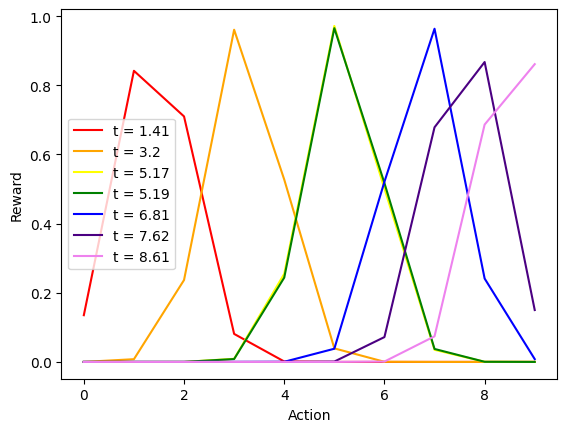 1.0
0.8
0.6
0.4
0.2
0.0
Reward
t = 1.41
t = 3.2
t = 5.17
t = 5.19
t = 6.81
t = 7.62
t = 8.61
0 2 4 6 8
Action